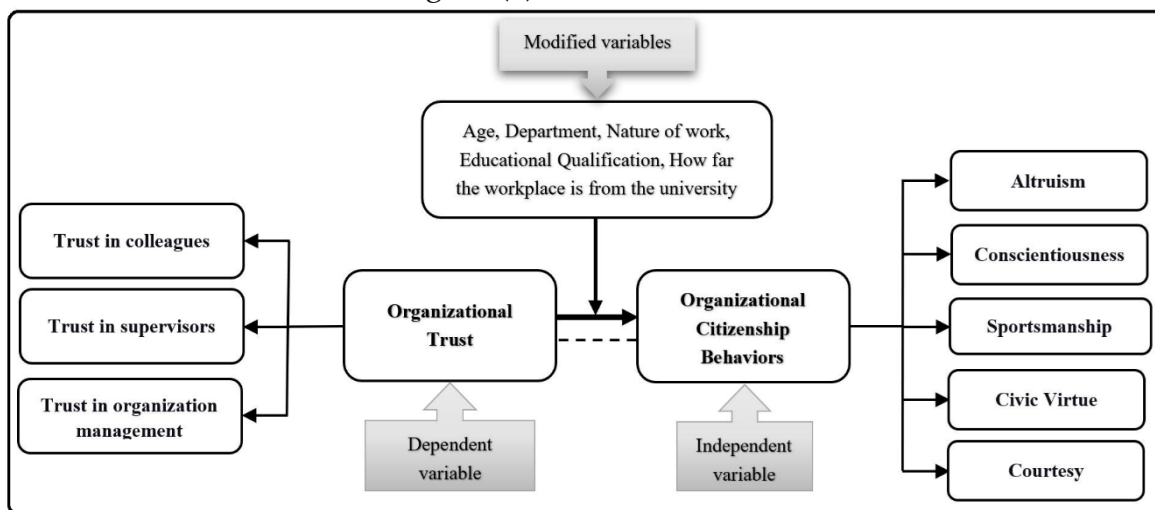 Modified variables
Age, Department, Nature of work,
Educational Qualification, How far
the workplace is from the university
Trust in colleagues
Trust in supervisors
Trust in organization
management
Organizational
Trust
Organizational
Citizenship
Behaviors
Altruism
Conscientiousness
Sportsmanship
Civic Virtue
Courtesy
Dependent
variable
Independent
variable